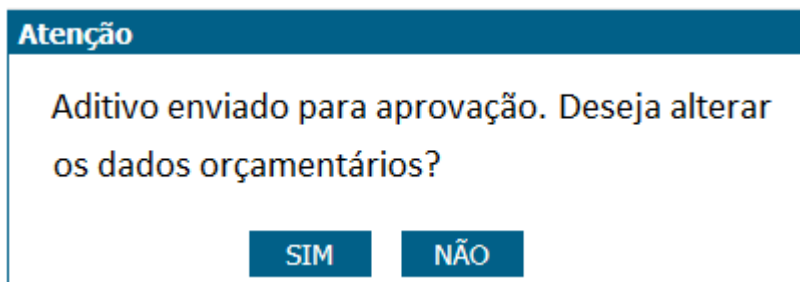 Atenção
Aditivo enviado para aprovação. Deseja alterar
os dados orçamentários?
SIM NÃO